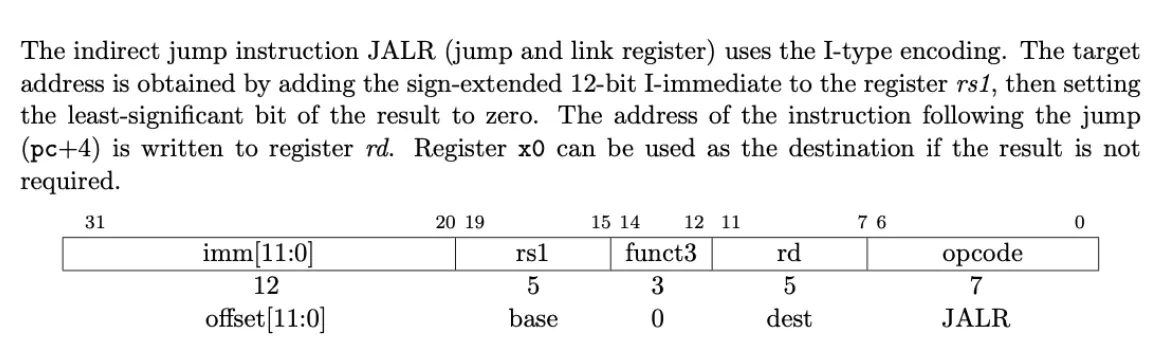 The indirect jump instruction JALR (jump and link register) uses the I-type encoding. The target
address is obtained by adding the sign-extended 12-bit I-immediate to the register rs1, then setting
the least-significant bit of the result to zero. The address of the instruction following the jump
(pc+4) is written to register rd. Register x0 can be used as the destination if the result is not
required.
31 20 19 15 14 12 11 7 6 0
imm[11:0] rs1 funct3 rd opcode
12 5 3 5 7
offset[11:0] base 0 dest JALR